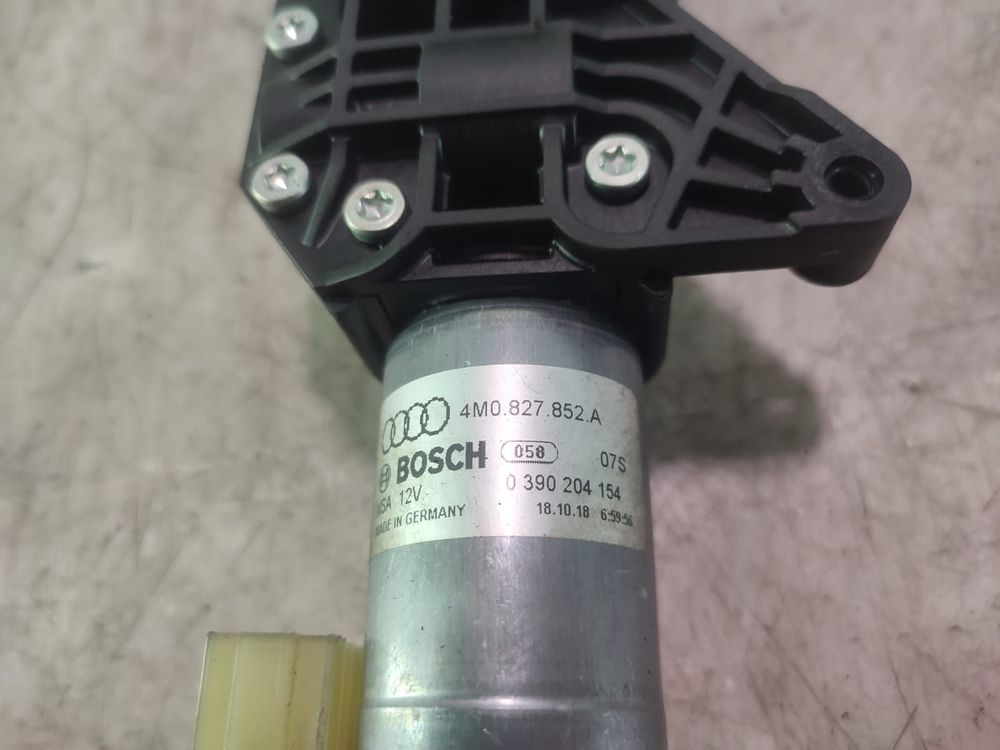 4M0.827.852.A
BOSCH 058 07S
12V 0 390 204 154
MADE IN GERMANY 18.10.18 6:59:56